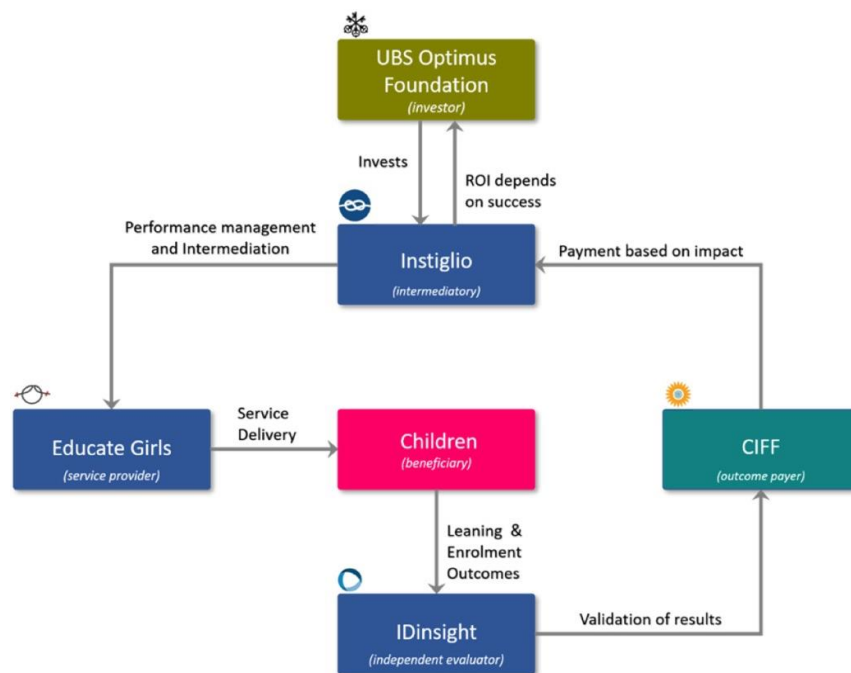 UBS Optimus
Foundation
(investor)
Invests
ROI depends
on success
Performance management
and Intermediation
Instiglio
(intermediatory)
Payment based on impact
Educate Girls
(service provider)
Service
Delivery
Children
(beneficiary)
CIFF
(outcome payer)
Leaning &
Enrolment
Outcomes
IDinsight
(independent evaluator)
Validation of results